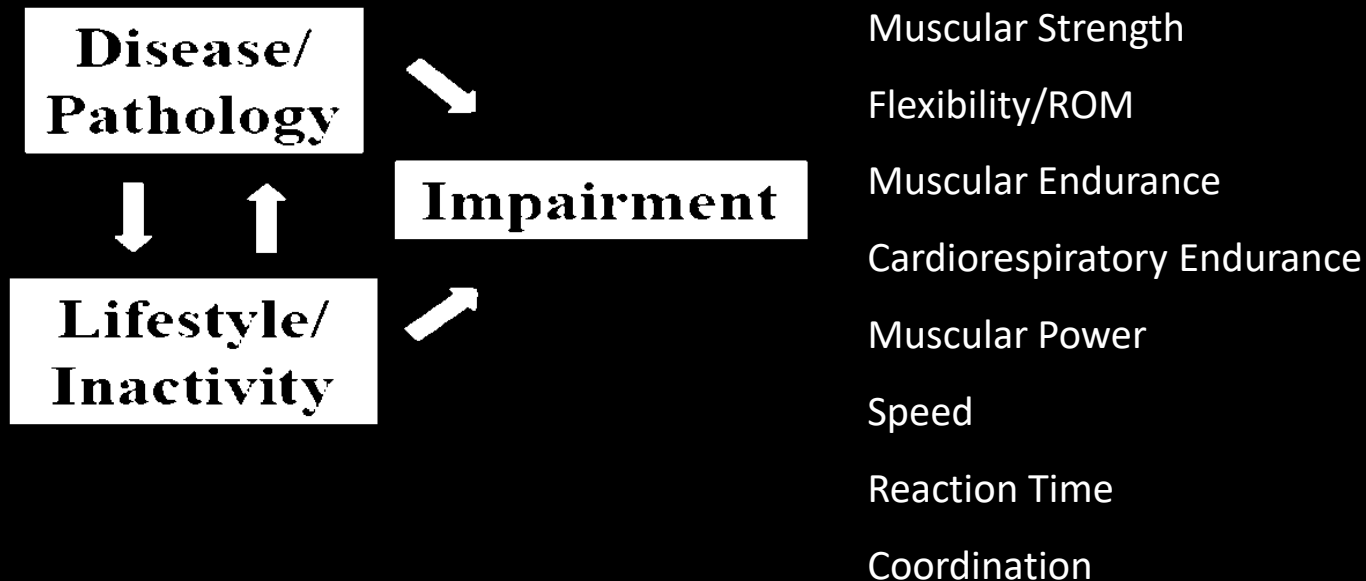 Disease/
Pathology
Impairment
Lifestyle/
Inactivity
Muscular Strength
Flexibility/ROM
Muscular Endurance
Cardiorespiratory Endurance
Muscular Power
Speed
Reaction Time
Coordination